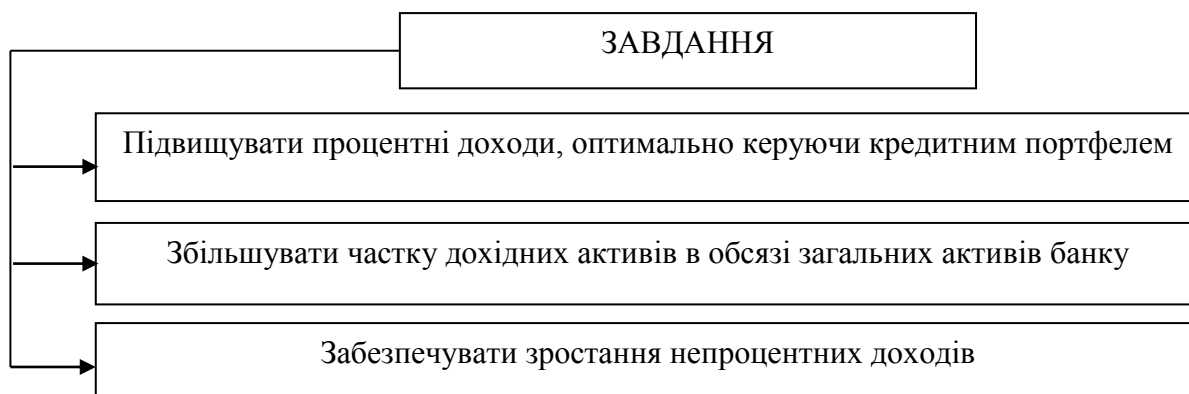 ЗАВДАННЯ
Підвищувати процентні доходи, оптимально керуючи кредитним портфелем
Збільшувати частку дохідних активів в обсязі загальних активів банку
Забезпечувати зростання непроцентних доходів